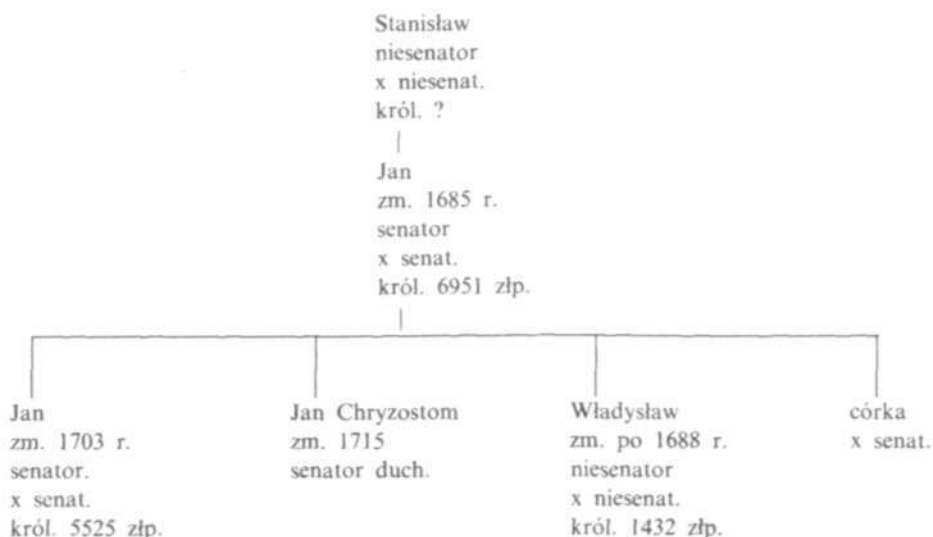 Stanisław
niesenator
x niesenat.
król. ?
Jan
zm. 1685 r.
senator
x senat.
król. 6951 złp.
Jan
zm. 1703 r.
senator.
x senat.
król. 5525 złp.
Jan Chryzostom
zm. 1715
senator duch.
Władysław
zm. po 1688 r.
niesenator
x niesenat.
król. 1432 złp.
córka
x senat.